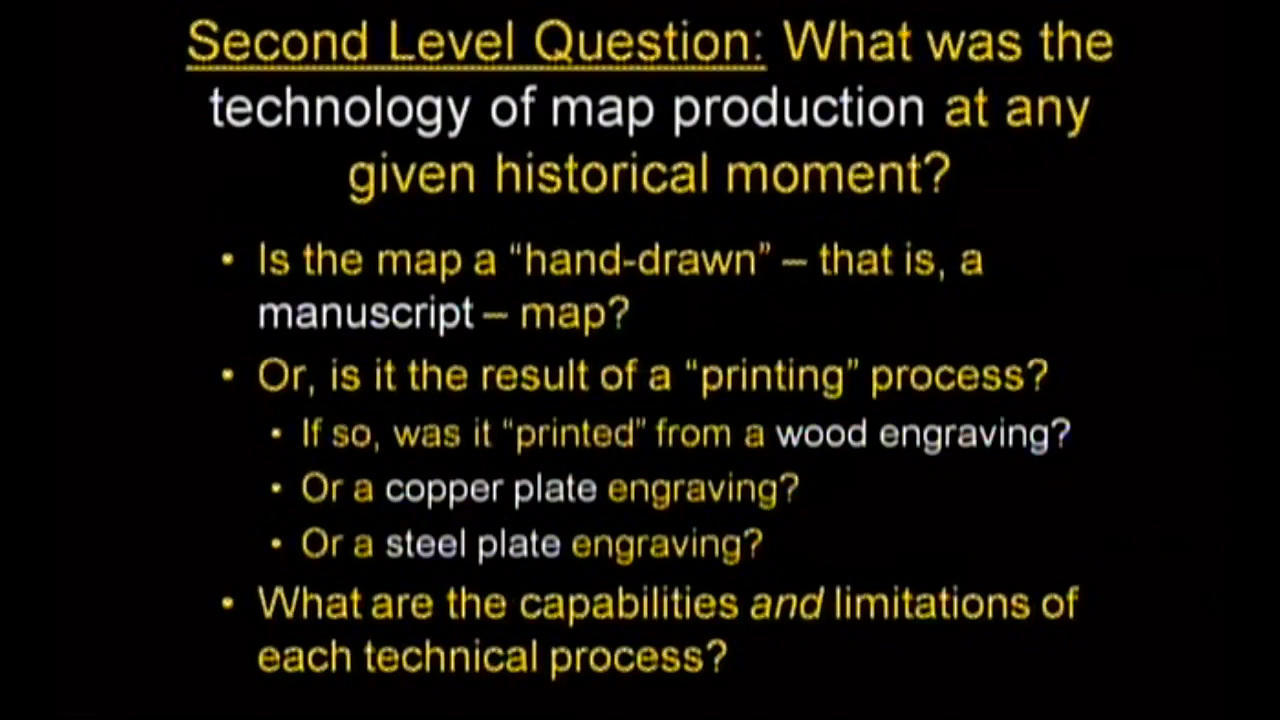 Second Level Question: What was the
technology of map production at any
given historical moment?
• Is the map a “hand-drawn” – that is, a
manuscript – map?
• Or, is it the result of a “printing” process?
• If so, was it “printed” from a wood engraving?
• Or a copper plate engraving?
• Or a steel plate engraving?
• What are the capabilities and limitations of
each technical process?